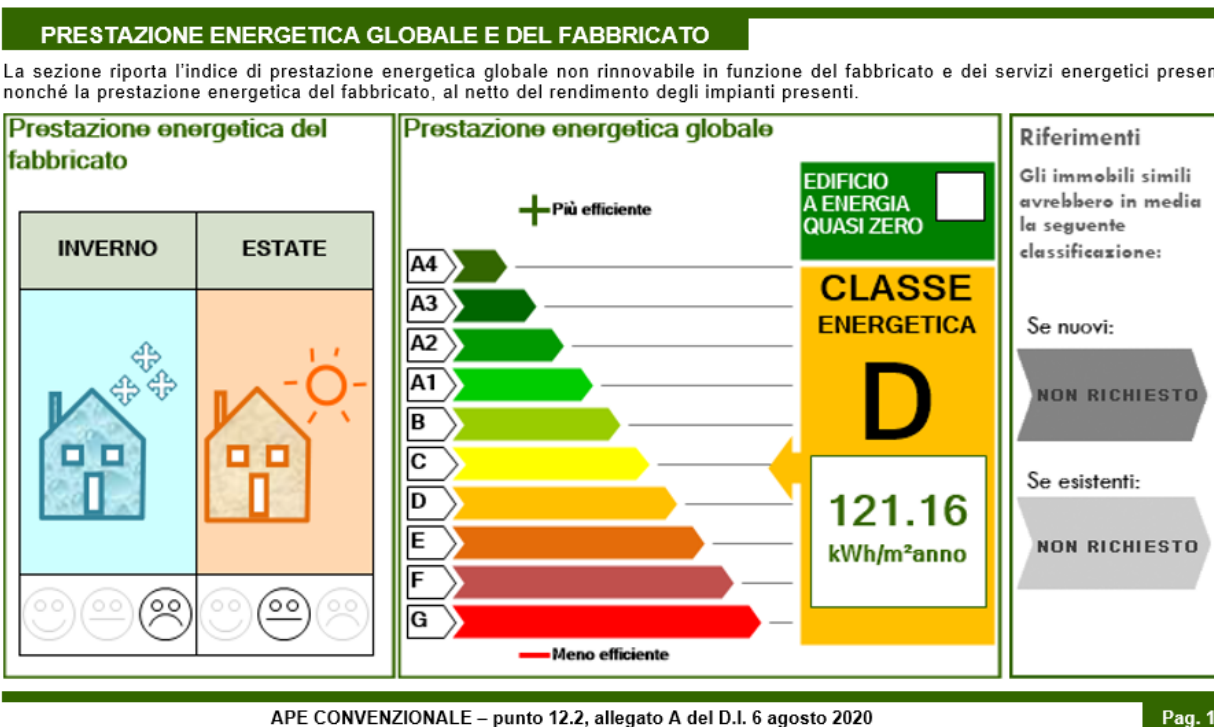 PRESTAZIONE ENERGETICA GLOBALE E DEL FABBRICATO
La sezione riporta l'indice di prestazione energetica globale non rinnovabile in funzione del fabbricato e dei servizi energetici
nonché la prestazione energetica del fabbricato, al netto del rendimento degli impianti presenti.
Prestazione energetica del
fabbricato
INVERNO
ESTATE
Prestazione energetica globale
Più efficiente
A4
A3
A2
A1
B
C
D
E
F
G
Meno efficiente
EDIFICIO
A ENERGIA
QUASI ZERO
CLASSE
ENERGETICA
D
121.16
kWh/m²anno
Riferimenti
Gli immobili simili
avrebbero in media
la seguente
classificazione:
Se nuovi:
NON RICHIESTO
Se esistenti:
NON RICHIESTO
APE CONVENZIONALE – punto 12.2, allegato A del D.I. 6 agosto 2020
Pag. 1